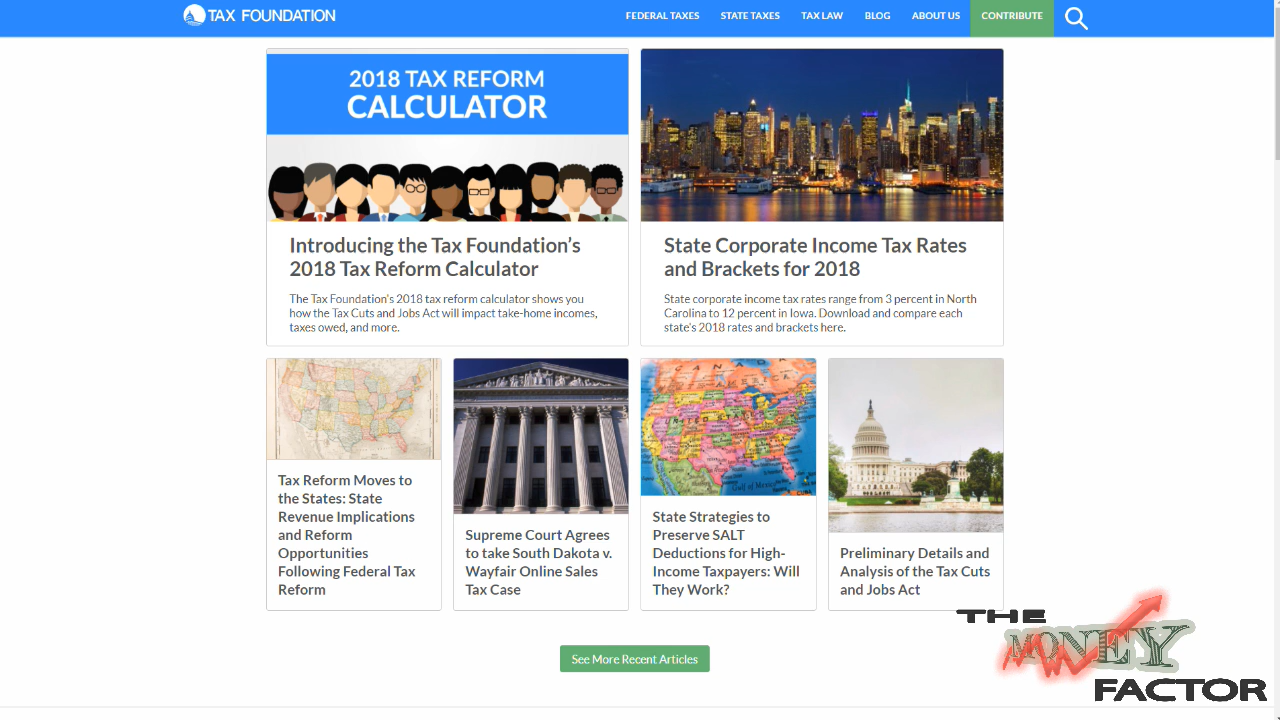 TAX FOUNDATION
FEDERAL TAXES
STATE TAXES
TAX LAW
BLOG
ABOUT US
CONTRIBUTE
2018 TAX REFORM
CALCULATOR
Introducing the Tax Foundation’s
2018 Tax Reform Calculator
The Tax Foundation's 2018 tax reform calculator shows you
how the Tax Cuts and Jobs Act will impact take-home incomes,
taxes owed, and more.
State Corporate Income Tax Rates
and Brackets for 2018
State corporate income tax rates range from 3 percent in North
Carolina to 12 percent in Iowa. Download and compare each
state's 2018 rates and brackets here.
Tax Reform Moves to
the States: State
Revenue Implications
and Reform
Opportunities
Following Federal Tax
Reform
Supreme Court Agrees
to take South Dakota v.
Wayfair Online Sales
Tax Case
CANADA
UNITED STATES
Gulf of Mexico
CUBA
State Strategies to
Preserve SALT
Deductions for High-
Income Taxpayers: Will
They Work?
Preliminary Details and
Analysis of the Tax Cuts
and Jobs Act
See More Recent Articles
THE
MONEY
FACTOR